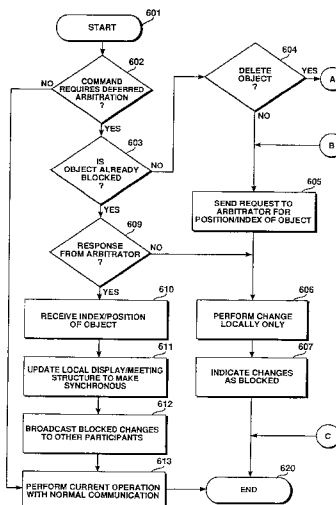 601
START
602
COMMAND
REQUIRES DEFERRED
ARBITRATION
?
NO
YES
603
IS
OBJECT ALREADY
BLOCKED
?
NO
YES
604
DELETE
OBJECT
?
YES
A
NO
B
605
SEND REQUEST TO
ARBITRATOR FOR
POSITION/INDEX OF OBJECT
609
RESPONSE
FROM ARBITRATOR
?
NO
YES
610
RECEIVE INDEX/POSITION
OF OBJECT
611
UPDATE LOCAL DISPLAY/MEETING
STRUCTURE TO MAKE
SYNCHRONOUS
612
BROADCAST BLOCKED CHANGES
TO OTHER PARTICIPANTS
613
PERFORM CURRENT OPERATION
WITH NORMAL COMMUNICATION
606
PERFORM CHANGE
LOCALLY ONLY
607
INDICATE CHANGES
AS BLOCKED
C
620
END